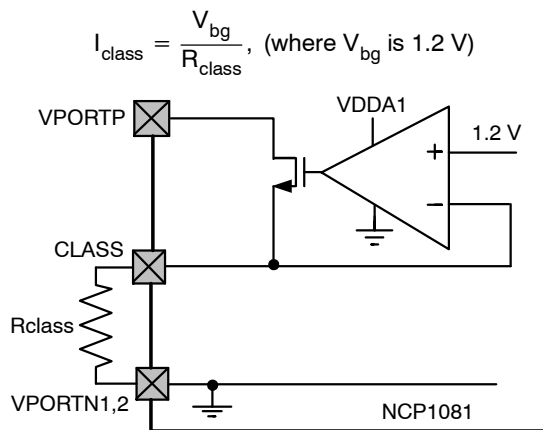 I_class = V_bg / R_class, (where V_bg is 1.2 V)
VPORTP
VDDA1
1.2 V
+
−
CLASS
Rclass
VPORTN1,2
NCP1081